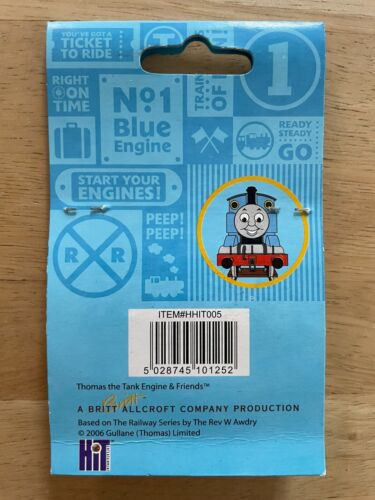 YOU'VE GOT A
TICKET
TO RIDE
T
1
RIGHT
ON
TIME
No1
Blue
Engine
READY
STEADY
GO
START YOUR
ENGINES!
PEEP!
PEEP!
R R
1
ITEM#HHIT005
5 028745 101252
Thomas the Tank Engine & Friends™
A BRITT ALLCROFT COMPANY PRODUCTION
Based on The Railway Series by The Rev W Awdry
© 2006 Gullane (Thomas) Limited
HiT